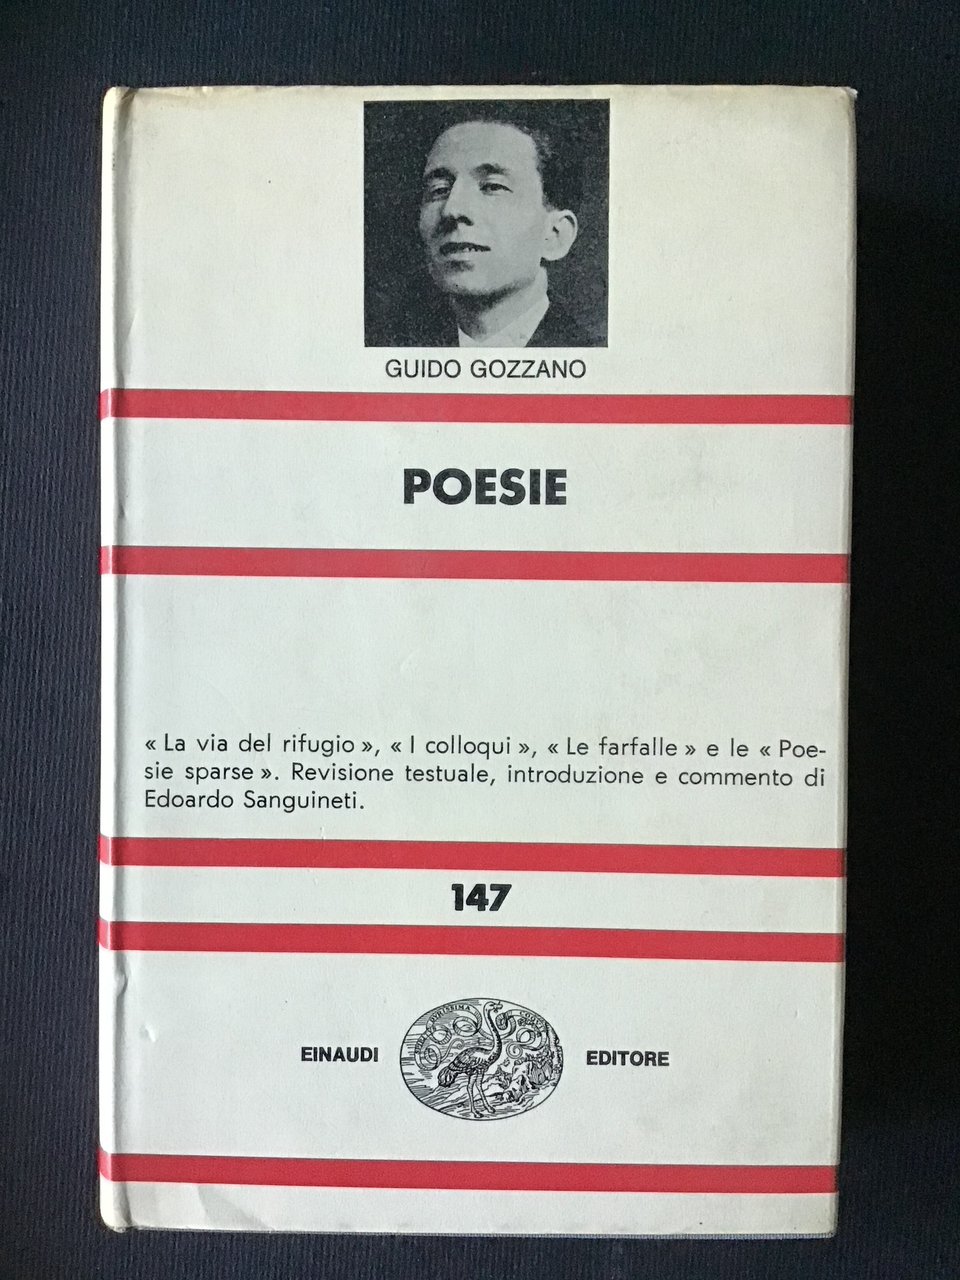 GUIDO GOZZANO
POESIE
« La via del rifugio », « I colloqui », « Le farfalle » e le « Poe-
sie sparse ». Revisione testuale, introduzione e commento di
Edoardo Sanguineti.
147
EINAUDI EDITORE